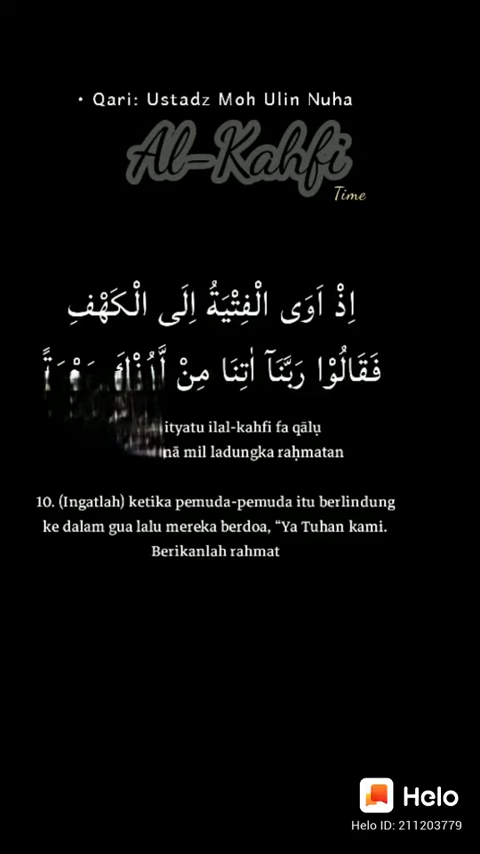 • Qari: Ustadz Moh Ulin Nuha
Al-Kahfi
Time
اِذْ اَوَى الْفِتْيَةُ اِلَى الْكَهْفِ
فَقَالُوْا رَبَّنَآ اٰتِنَا مِنْ
ityatu ilal-kahfi fa qālụ
nā mil ladungka raḥmatan
10. (Ingatlah) ketika pemuda-pemuda itu berlindung
ke dalam gua lalu mereka berdoa, “Ya Tuhan kami.
Berikanlah rahmat
Helo
Helo ID: 211203779